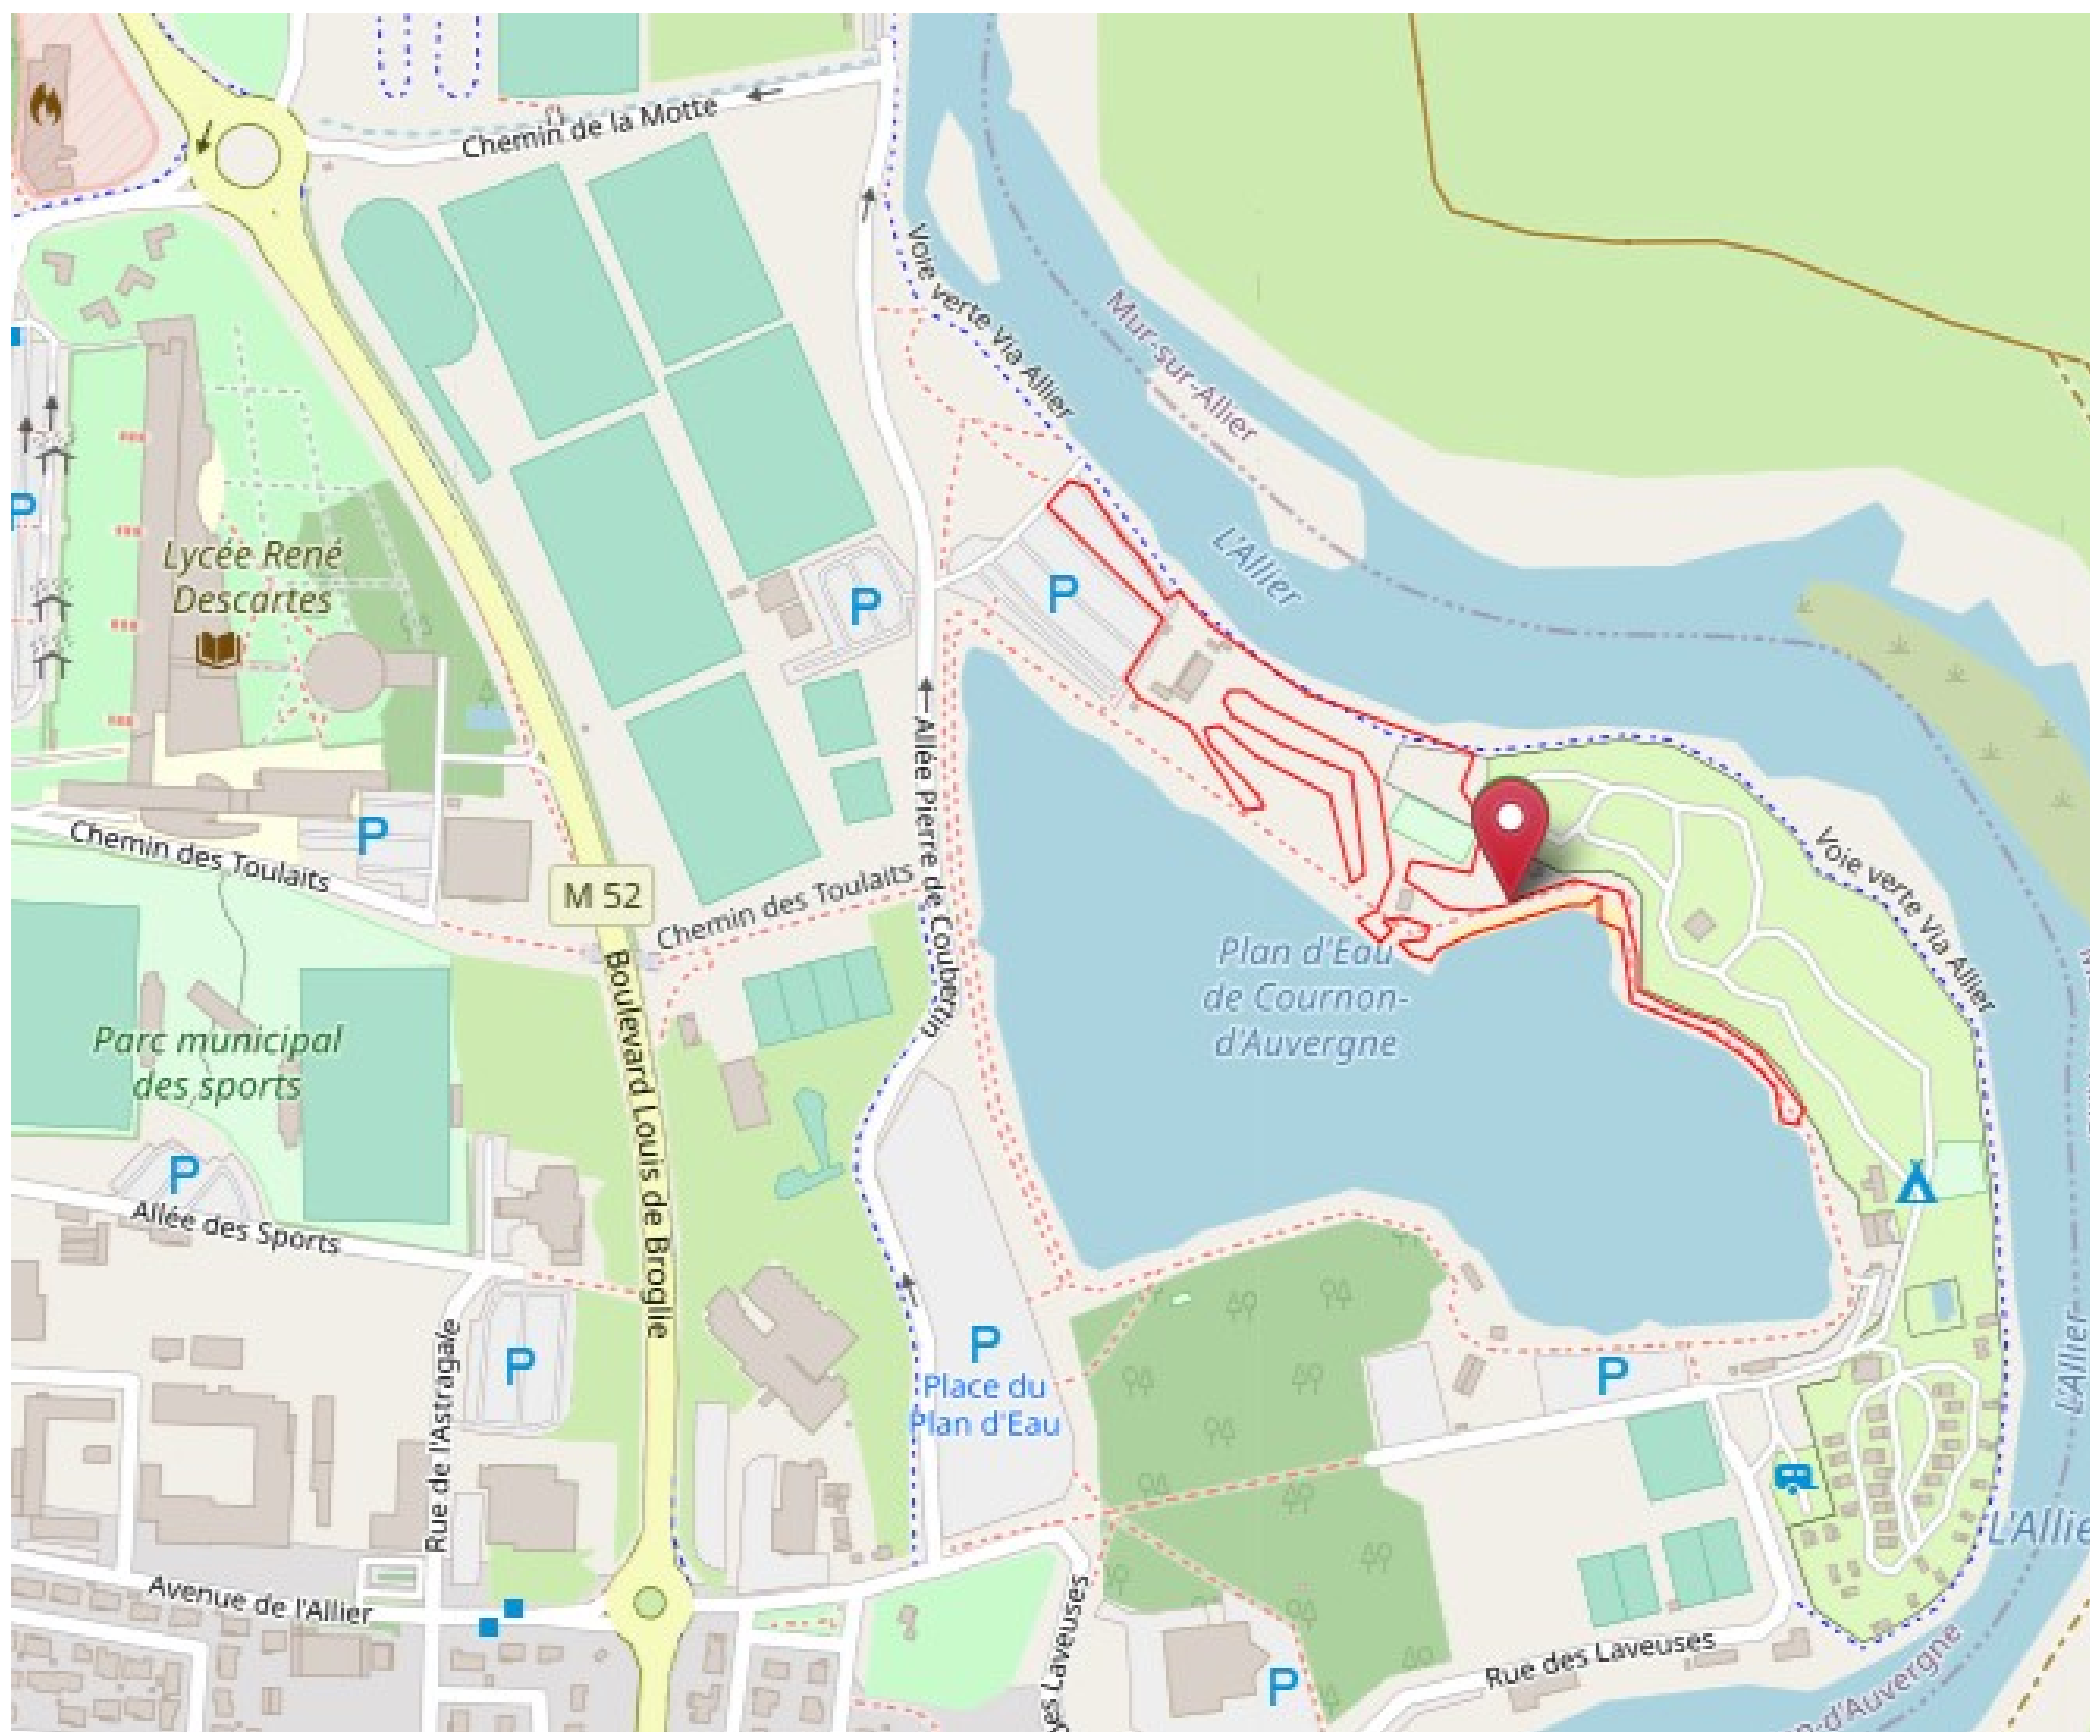 Chemin de la Motte
Voie verte Via Allier
Mur-sur-Allier
L'Allier
P
Lycée René
Descartes
P
P
Allée Pierre de Coubertin
Chemin des Toulaits
P
M 52
Chemin des Toulaits
Voie verte Via Allier
Plan d'Eau
de Cournon-
d'Auvergne
Boulevard Louis de Broglie
Parc municipal
des sports
P
Allée des Sports
P
Rue de l'Astragale
P
Place du
Plan d'Eau
P
L'Allier
L'Allie
Avenue de l'Allier
es Laveuses
Rue des Laveuses
P
n-d'Auvergne